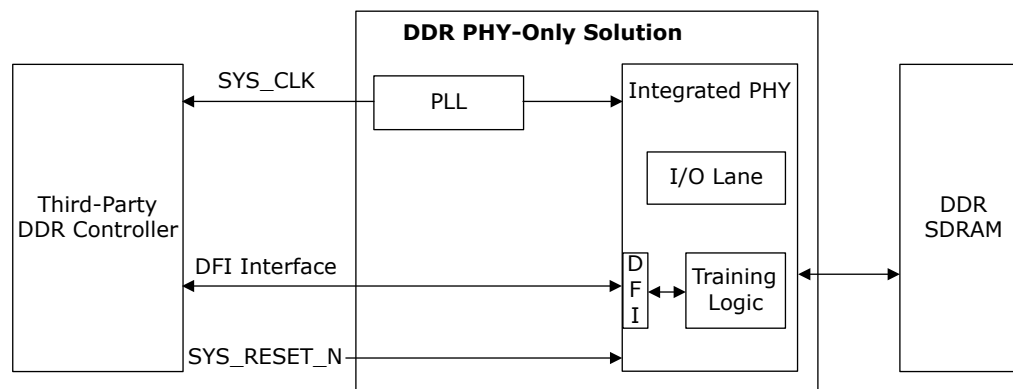 DDR PHY-Only Solution
SYS_CLK
PLL
Integrated PHY
I/O Lane
Third-Party
DDR Controller
DDR
SDRAM
DFI Interface
D
F
I
Training
Logic
SYS_RESET_N